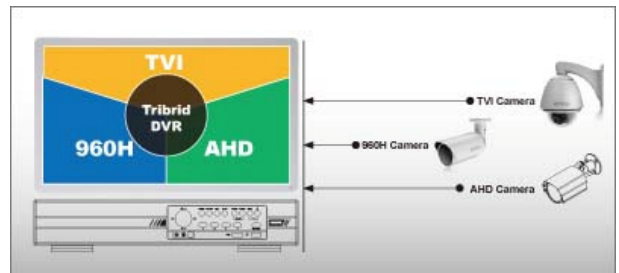 TVI
Tribrid
DVR
960H
AHD
TVI Camera
960H Camera
AHD Camera